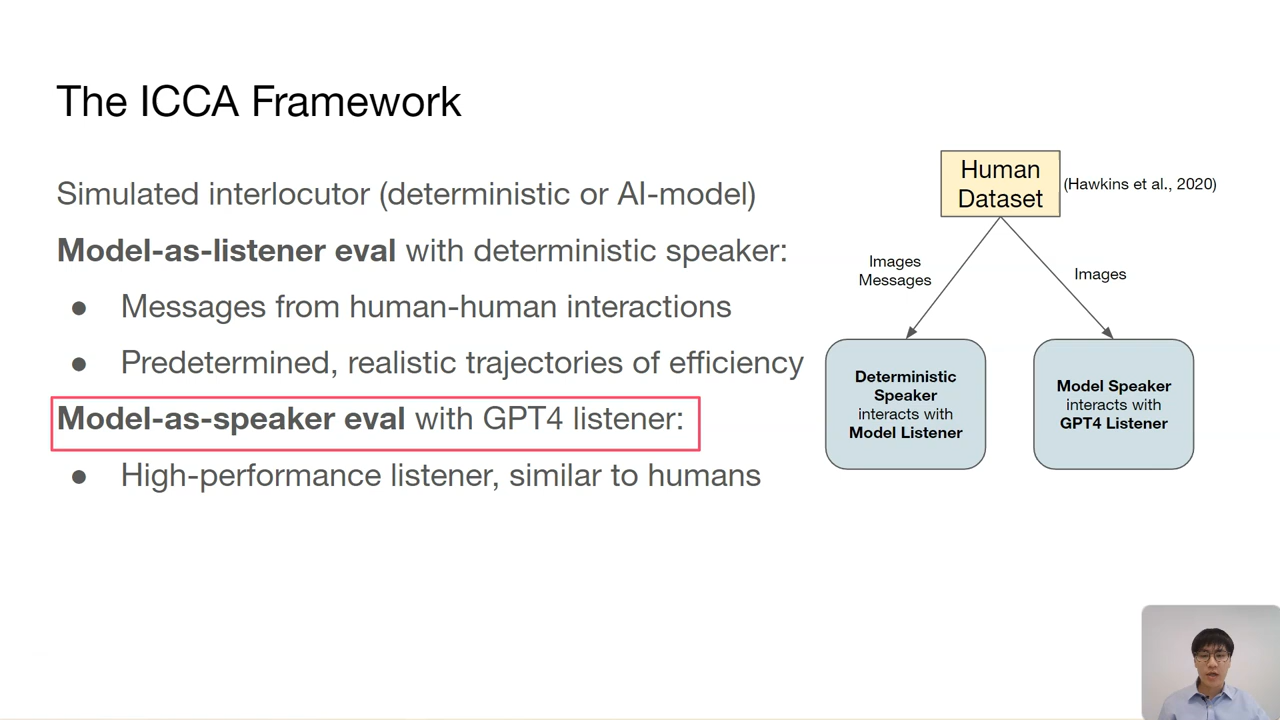 The ICCA Framework
Simulated interlocutor (deterministic or AI-model)
Model-as-listener eval with deterministic speaker:
● Messages from human-human interactions
● Predetermined, realistic trajectories of efficiency
Model-as-speaker eval with GPT4 listener:
● High-performance listener, similar to humans
Human
Dataset
(Hawkins et al., 2020)
Images
Messages
Images
Deterministic
Speaker
interacts with
Model Listener
Model Speaker
interacts with
GPT4 Listener